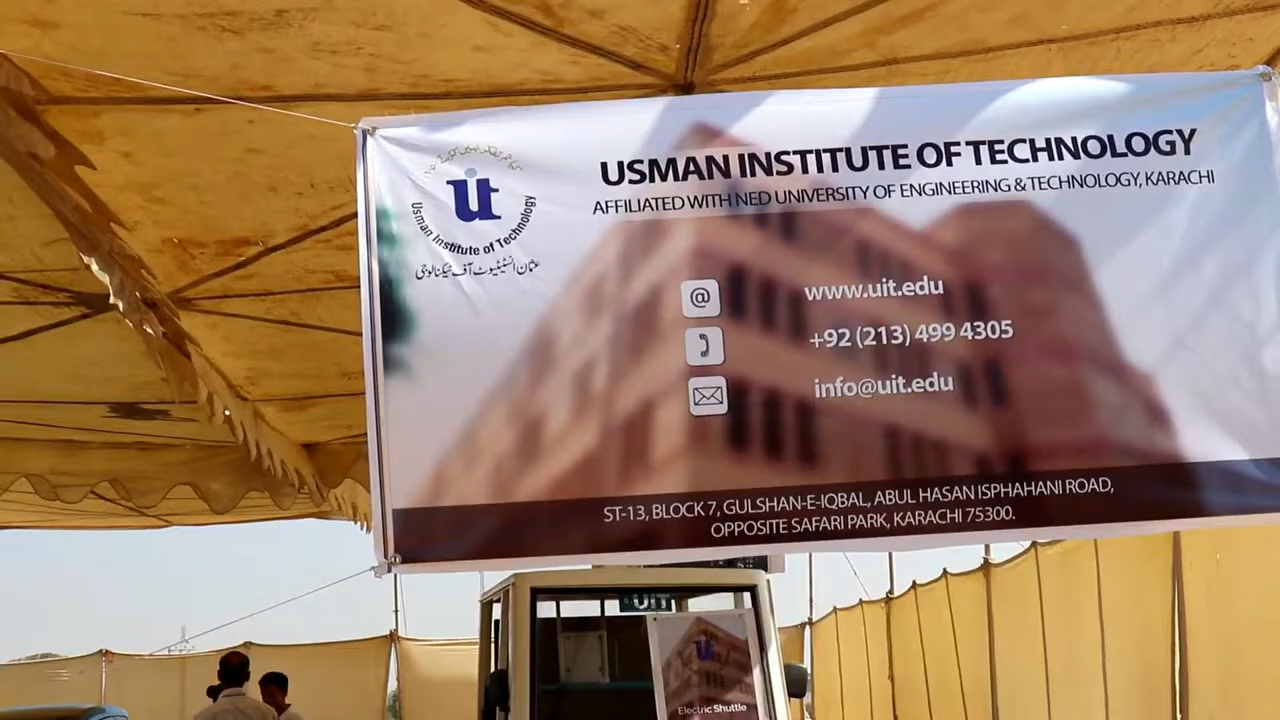 USMAN INSTITUTE OF TECHNOLOGY
AFFILIATED WITH NED UNIVERSITY OF ENGINEERING & TECHNOLOGY, KARACHI
uit
Usman Institute of Technology
عثمان انسٹیٹیوٹ آف ٹیکنالوجی
@
www.uit.edu
+92 (213) 499 4305
info@uit.edu
ST-13, BLOCK 7, GULSHAN-E-IQBAL, ABUL HASAN ISPHAHANI ROAD,
OPPOSITE SAFARI PARK, KARACHI 75300.
UIT
uit
Electric Shuttle